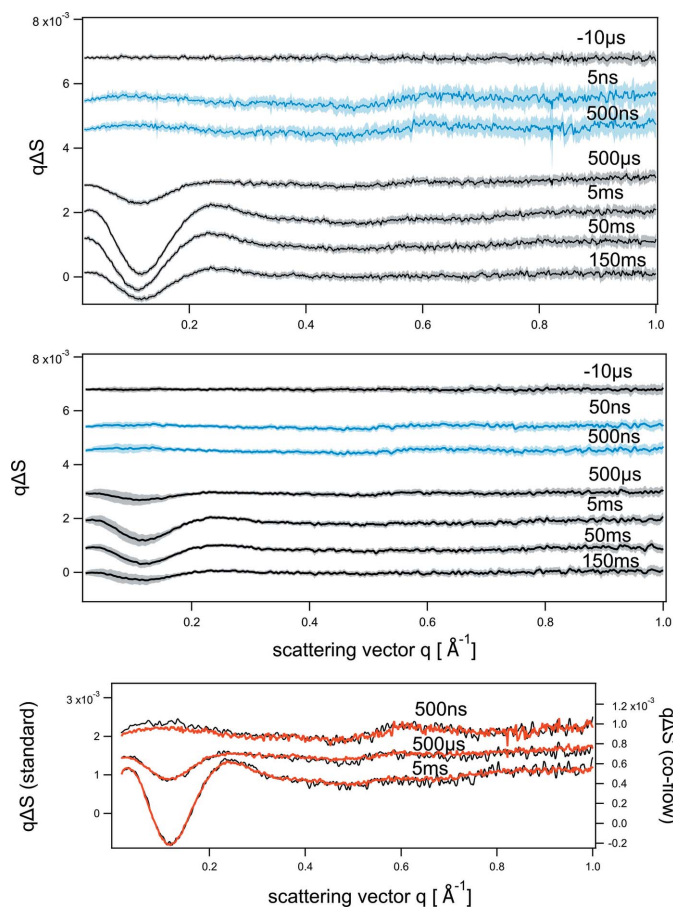 8 x10⁻³
-10µs
5ns
6
500ns
4
qΔS
500µs
5ms
2
50ms
150ms
0
0.2 0.4 0.6 0.8 1.0
8 x10⁻³
-10µs
50ns
6
500ns
4
qΔS
500µs
5ms
2
50ms
150ms
0
0.2 0.4 0.6 0.8 1.0
scattering vector q [ Å⁻¹]
3 x10⁻³
1.2 x10⁻³
500ns
1.0
2
0.8
500µs
0.6
5ms
1
0.4
0.2
0
0.0
-0.2
qΔS (standard)
qΔS (co-flow)
0.2 0.4 0.6 0.8 1.0
scattering vector q [ Å⁻¹]